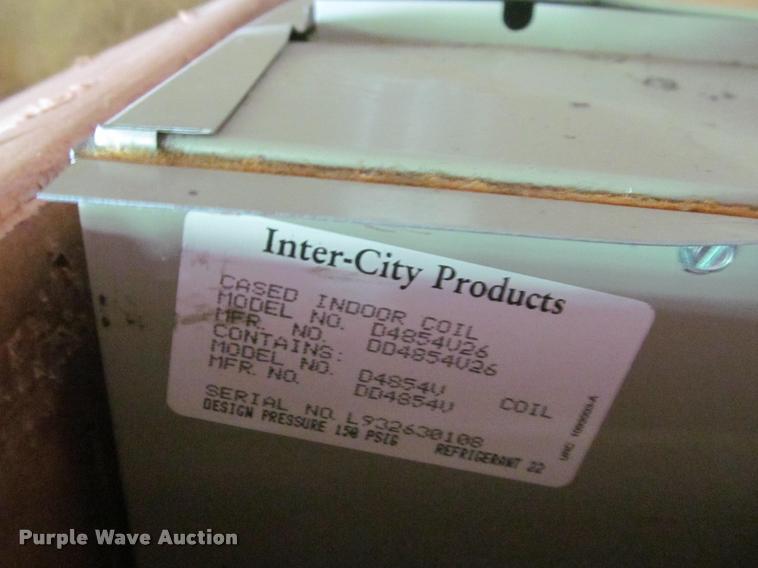 Inter-City Products
CASED INDOOR COIL
MODEL NO. D4854V26
MFR. NO. DD4854V26
CONTAINS:
MODEL NO. D4854V COIL
MFR. NO. DD4854V
SERIAL NO. L932630108
DESIGN PRESSURE 150 PSIG REFRIGERANT 22
Purple Wave Auction